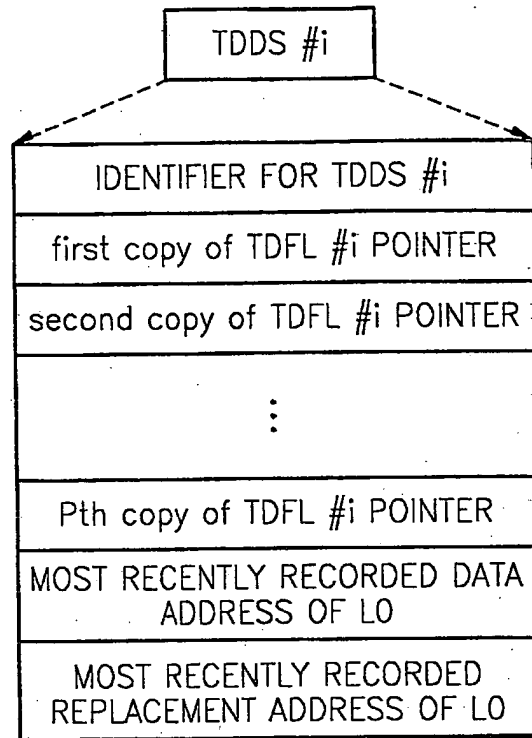 TDDS #i
IDENTIFIER FOR TDDS #i
first copy of TDFL #i POINTER
second copy of TDFL #i POINTER
⋮
Pth copy of TDFL #i POINTER
MOST RECENTLY RECORDED DATA
ADDRESS OF L0
MOST RECENTLY RECORDED
REPLACEMENT ADDRESS OF L0